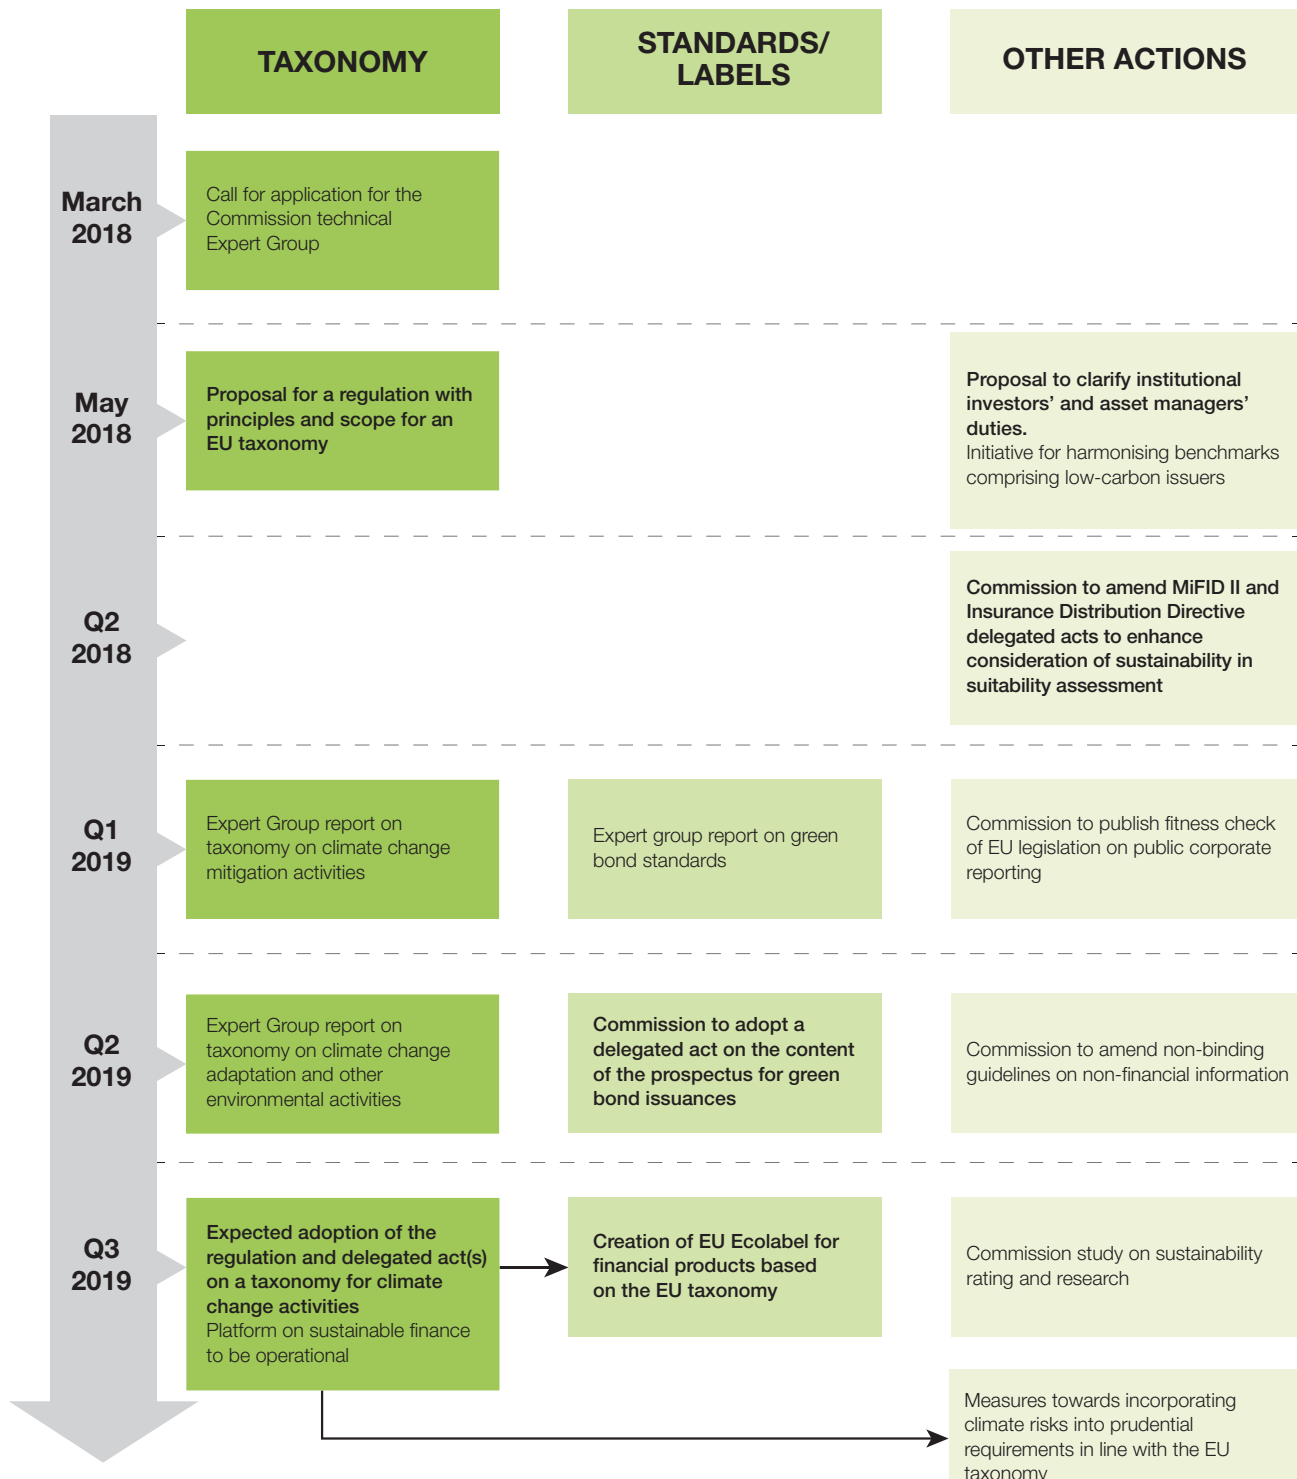 TAXONOMY
STANDARDS/
LABELS
OTHER ACTIONS
March
2018
Call for application for the
Commission technical
Expert Group
May
2018
Proposal for a regulation with
principles and scope for an
EU taxonomy
Proposal to clarify institutional
investors’ and asset managers’
duties.
Initiative for harmonising benchmarks
comprising low-carbon issuers
Q2
2018
Commission to amend MiFID II and
Insurance Distribution Directive
delegated acts to enhance
consideration of sustainability in
suitability assessment
Q1
2019
Expert Group report on
taxonomy on climate change
mitigation activities
Expert group report on green
bond standards
Commission to publish fitness check
of EU legislation on public corporate
reporting
Q2
2019
Expert Group report on
taxonomy on climate change
adaptation and other
environmental activities
Commission to adopt a
delegated act on the content
of the prospectus for green
bond issuances
Commission to amend non-binding
guidelines on non-financial information
Q3
2019
Expected adoption of the
regulation and delegated act(s)
on a taxonomy for climate
change activities
Platform on sustainable finance
to be operational
Creation of EU Ecolabel for
financial products based
on the EU taxonomy
Commission study on sustainability
rating and research
Measures towards incorporating
climate risks into prudential
requirements in line with the EU
taxonomy